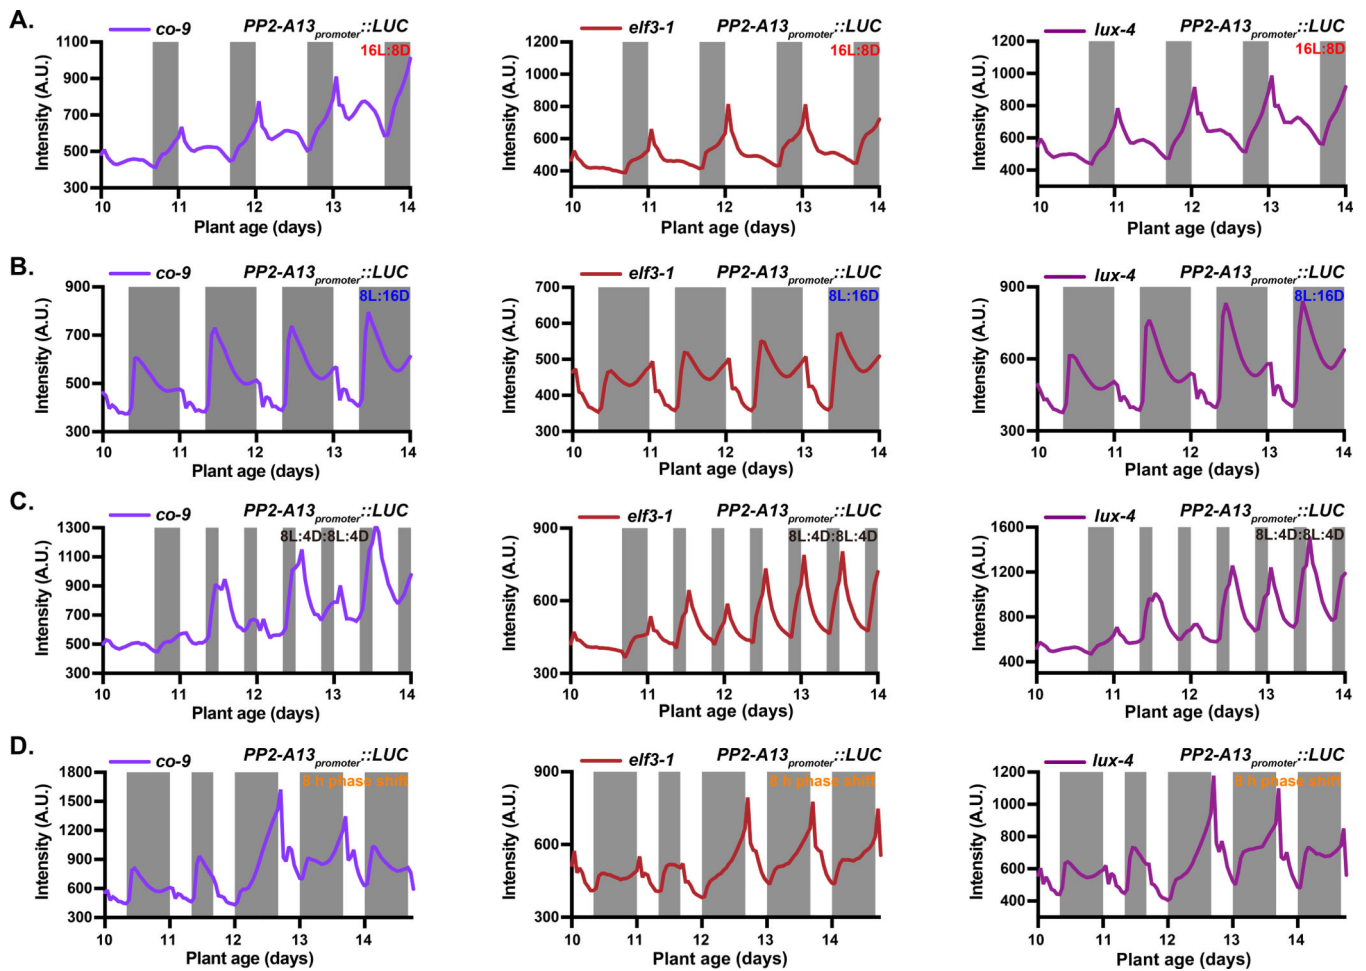 A.
co-9 PP2-A13promoter::LUC
16L:8D
Intensity (A.U.)
1100
900
700
500
300
10 11 12 13 14
Plant age (days)
elf3-1 PP2-A13promoter::LUC
16L:8D
Intensity (A.U.)
1200
1000
800
600
400
10 11 12 13 14
Plant age (days)
lux-4 PP2-A13promoter::LUC
16L:8D
Intensity (A.U.)
1200
1000
800
600
400
10 11 12 13 14
Plant age (days)
B.
co-9 PP2-A13promoter::LUC
8L:16D
Intensity (A.U.)
900
700
500
300
10 11 12 13 14
Plant age (days)
elf3-1 PP2-A13promoter::LUC
8L:16D
Intensity (A.U.)
700
600
500
400
300
10 11 12 13 14
Plant age (days)
lux-4 PP2-A13promoter::LUC
8L:16D
Intensity (A.U.)
900
600
300
10 11 12 13 14
Plant age (days)
C.
co-9 PP2-A13promoter::LUC
8L:4D:8L:4D
Intensity (A.U.)
1300
1100
900
700
500
300
10 11 12 13 14
Plant age (days)
elf3-1 PP2-A13promoter::LUC
8L:4D:8L:4D
Intensity (A.U.)
900
600
300
10 11 12 13 14
Plant age (days)
lux-4 PP2-A13promoter::LUC
8L:4D:8L:4D
Intensity (A.U.)
1600
1200
800
400
10 11 12 13 14
Plant age (days)
D.
co-9 PP2-A13promoter::LUC
8 h phase shiff
Intensity (A.U.)
1800
1500
1200
900
600
300
10 11 12 13 14
Plant age (days)
elf3-1 PP2-A13promoter::LUC
8 h phase shiff
Intensity (A.U.)
900
600
300
10 11 12 13 14
Plant age (days)
lux-4 PP2-A13promoter::LUC
8 h phase shiff
Intensity (A.U.)
1200
1000
800
600
400
10 11 12 13 14
Plant age (days)